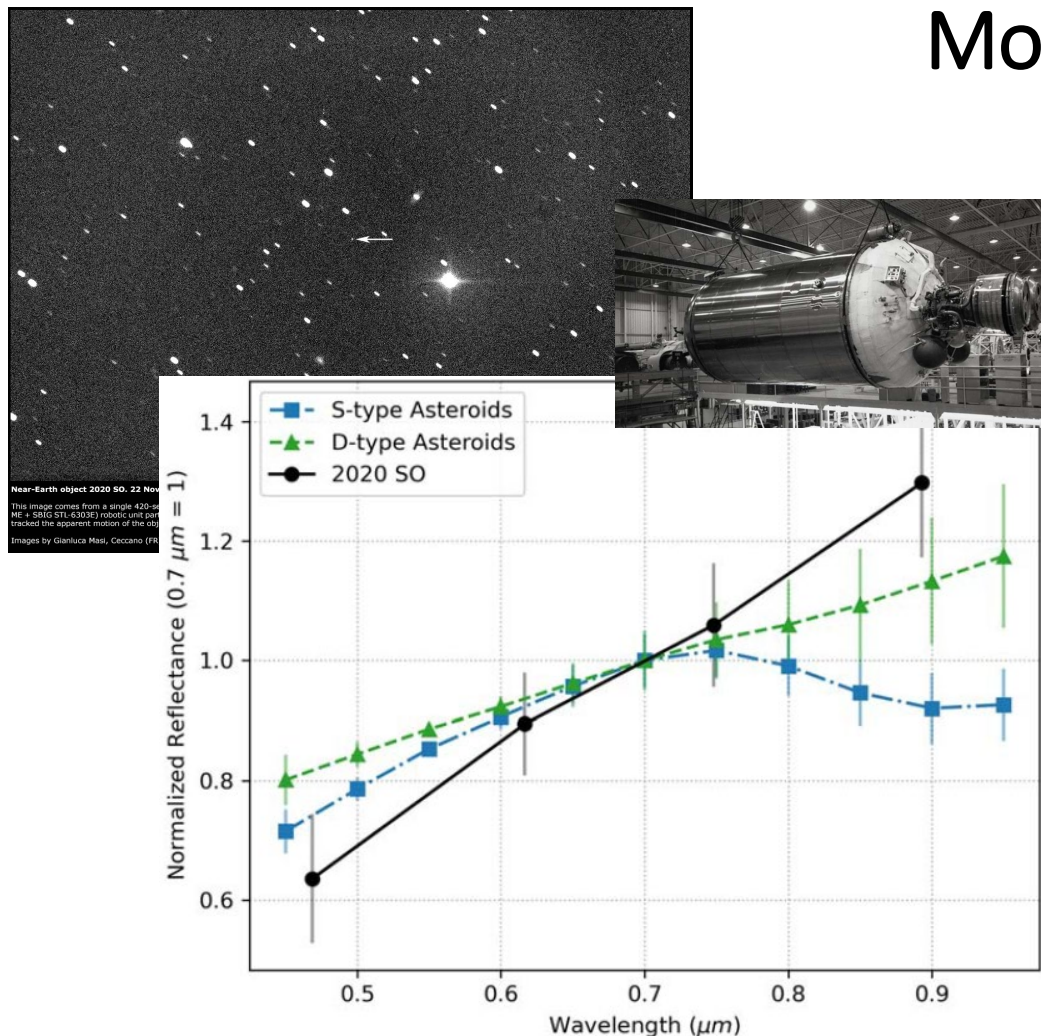 Mo
Near-Earth object 2020 SO. 22 Nov
This image comes from a single 420-se
ME + SBIG STL-6303E) robotic unit par
tracked the apparent motion of the obj
Images by Gianluca Masi, Ceccano (FR
S-type Asteroids
D-type Asteroids
2020 SO
Normalized Reflectance (0.7 μm = 1)
1.4
1.2
1.0
0.8
0.6
0.5 0.6 0.7 0.8 0.9
Wavelength (μm)